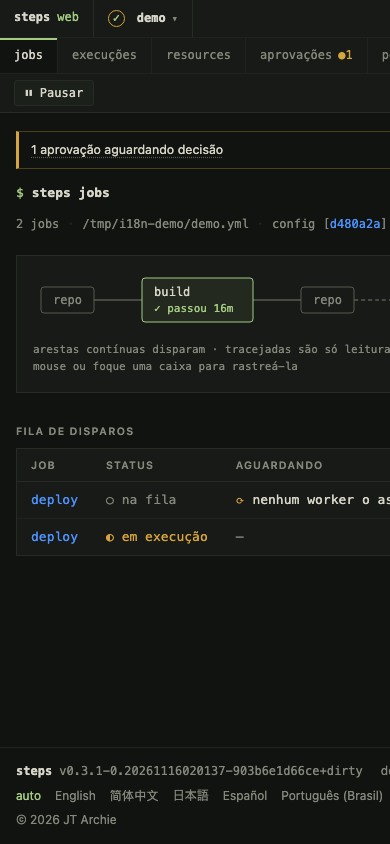 steps web ✓ demo ▾
jobs execuções resources aprovações ●1
⏸ Pausar
1 aprovação aguardando decisão
$ steps jobs
2 jobs · /tmp/i18n-demo/demo.yml · config [d480a2a]
repo
build
✓ passou 16m
repo
arestas contínuas disparam · tracejadas são só leitura
mouse ou foque uma caixa para rastreá-la
FILA DE DISPAROS
JOB STATUS AGUARDANDO
deploy ○ na fila ⟳ nenhum worker o as
deploy ◐ em execução —
steps v0.3.1-0.20261116020137-903b6e1d66ce+dirty
auto English 简体中文 日本語 Español Português (Brasil)
© 2026 JT Archie